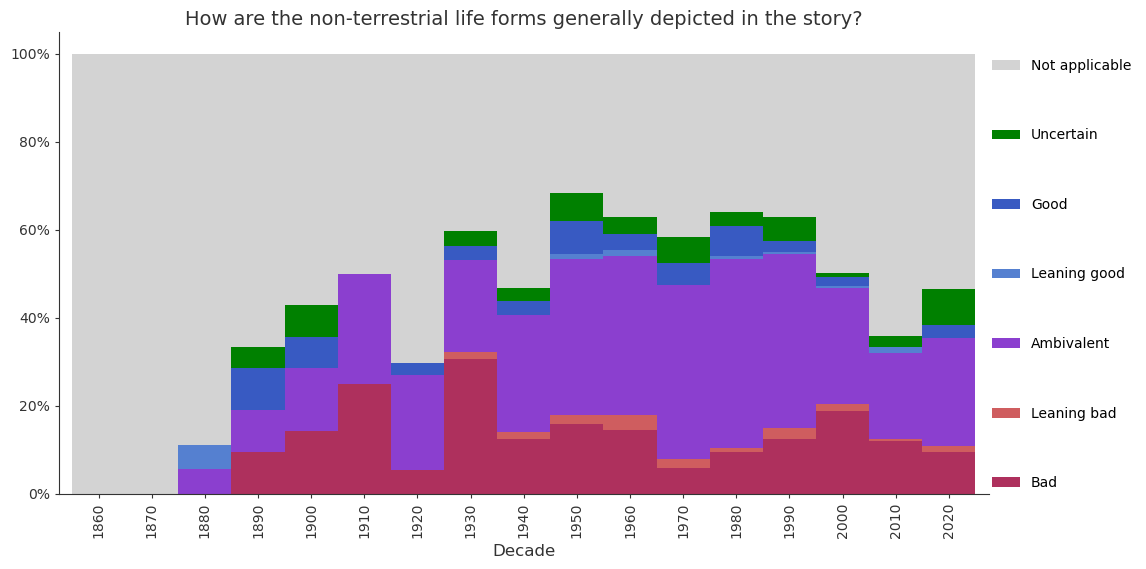 How are the non-terrestrial life forms generally depicted in the story?
100%
80%
60%
40%
20%
0%
Not applicable
Uncertain
Good
Leaning good
Ambivalent
Leaning bad
Bad
1860
1870
1880
1890
1900
1910
1920
1930
1940
1950
1960
1970
1980
1990
2000
2010
2020
Decade